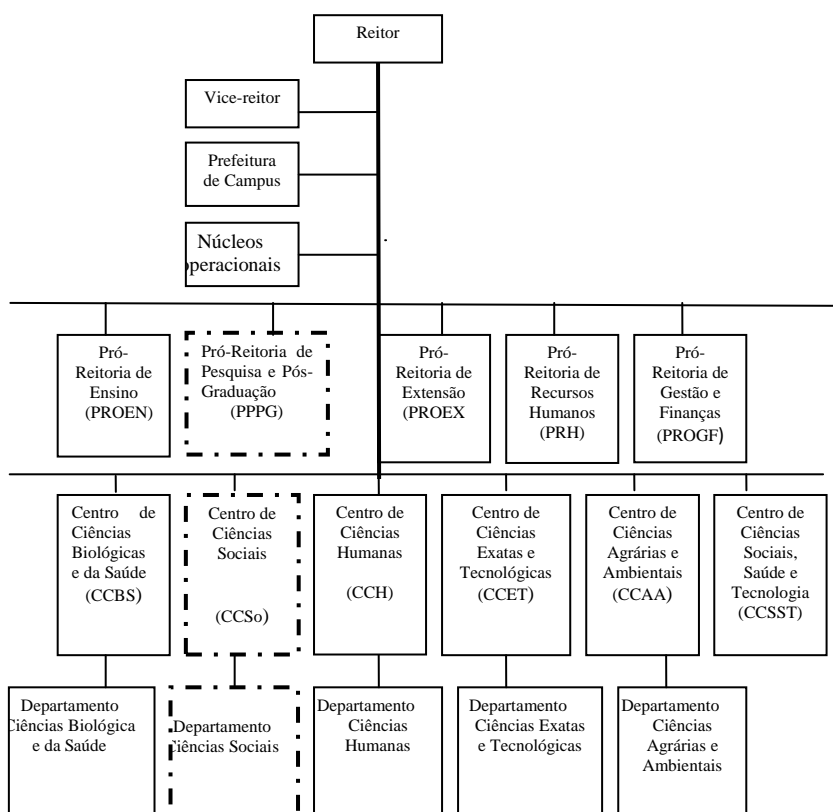 Reitor
Vice-reitor
Prefeitura
de Campus
Núcleos
operacionais
Pró-
Reitoria de
Ensino
(PROEN)
Pró-Reitoria de
Pesquisa e Pós-
Graduação
(PPPG)
Pró-
Reitoria de
Extensão
(PROEX
Pró-
Reitoria de
Recursos
Humanos
(PRH)
Pró-
Reitoria de
Gestão e
Finanças
(PROGF)
Centro de
Ciências
Biológicas
e da Saúde
(CCBS)
Centro de
Ciências
Sociais
(CCSo)
Centro de
Ciências
Humanas
(CCH)
Centro de
Ciências
Exatas e
Tecnológicas
(CCET)
Centro de
Ciências
Agrárias e
Ambientais
(CCAA)
Centro de
Ciências
Sociais,
Saúde e
Tecnologia
(CCSST)
Departamento
Ciências Biológica
e da Saúde
Departamento
Ciências Sociais
Departamento
Ciências
Humanas
Departamento
Ciências Exatas
e Tecnológicas
Departamento
Ciências
Agrárias e
Ambientais